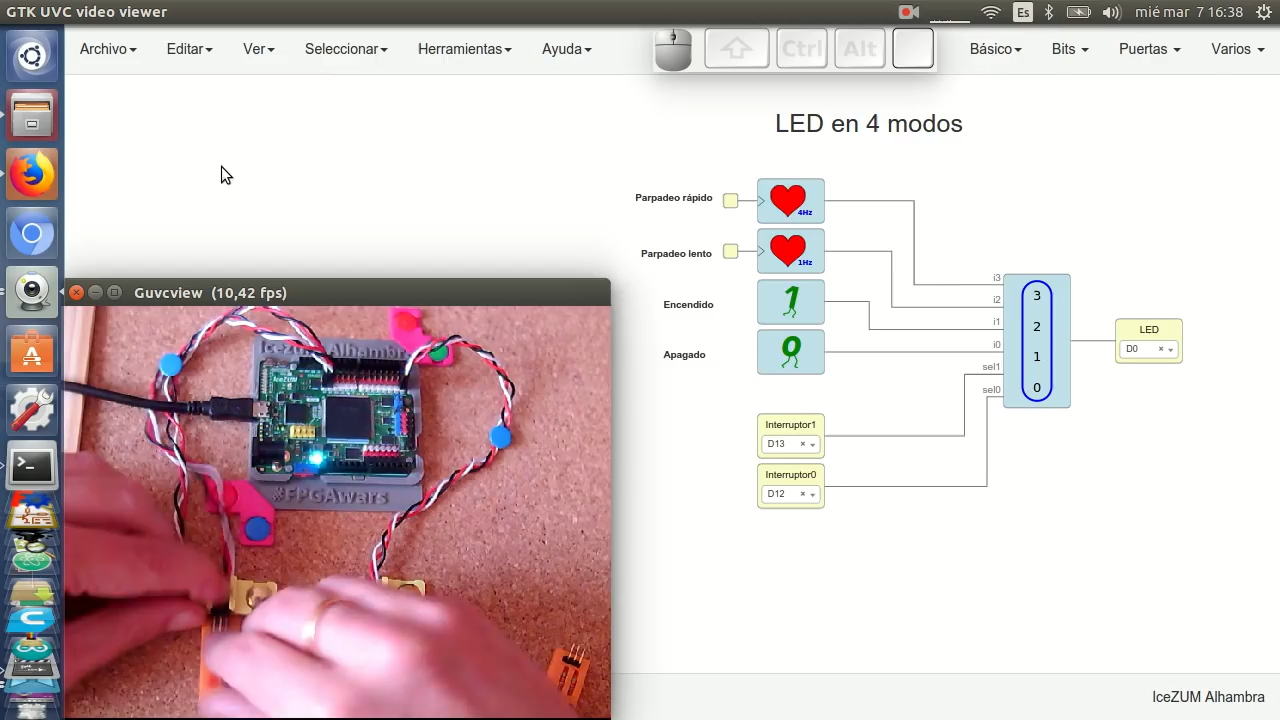 GTK UVC video viewer
Es
mié mar 7 16:38
Archivo
Editar
Ver
Seleccionar
Herramientas
Ayuda
Ctrl
Alt
Básico
Bits
Puertas
Varios
LED en 4 modos
Parpadeo rápido
4Hz
Parpadeo lento
1Hz
Encendido
1
Apagado
0
i3
i2
i1
i0
sel1
sel0
3
2
1
0
LED
D0
Interruptor1
D13
Interruptor0
D12
Guvcview (10,42 fps)
IceZUM Alhambra
#FPGAwars
IceZUM Alhambra